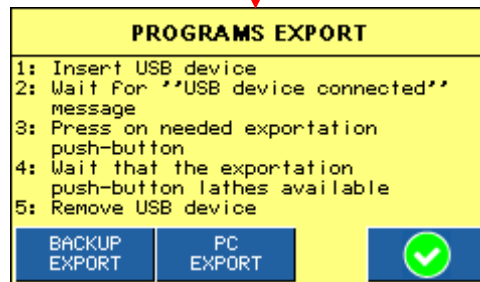 PROGRAMS EXPORT
1: Insert USB device
2: Wait for ''USB device connected''
message
3: Press on needed exportation
push-button
4: Wait that the exportation
push-button lathes available
5: Remove USB device
BACKUP
EXPORT
PC
EXPORT